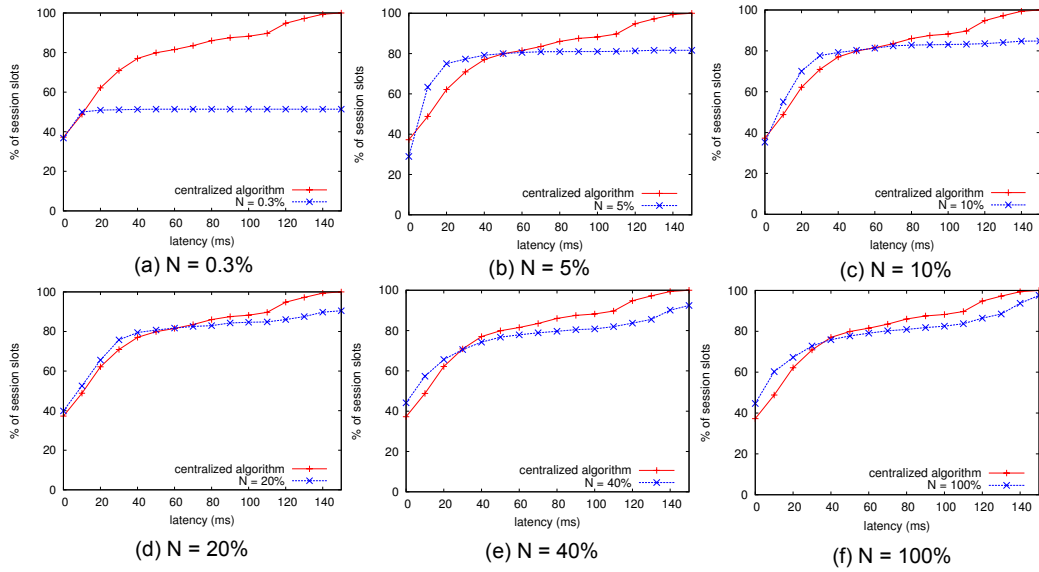 100
80
60
40
20
0
% of session slots
centralized algorithm
N = 0.3%
0 20 40 60 80 100 120 140
latency (ms)
(a) N = 0.3%
100
80
60
40
20
0
% of session slots
centralized algorithm
N = 5%
0 20 40 60 80 100 120 140
latency (ms)
(b) N = 5%
100
80
60
40
20
0
% of session slots
centralized algorithm
N = 10%
0 20 40 60 80 100 120 140
latency (ms)
(c) N = 10%
100
80
60
40
20
0
% of session slots
centralized algorithm
N = 20%
0 20 40 60 80 100 120 140
latency (ms)
(d) N = 20%
100
80
60
40
20
0
% of session slots
centralized algorithm
N = 40%
0 20 40 60 80 100 120 140
latency (ms)
(e) N = 40%
100
80
60
40
20
0
% of session slots
centralized algorithm
N = 100%
0 20 40 60 80 100 120 140
latency (ms)
(f) N = 100%